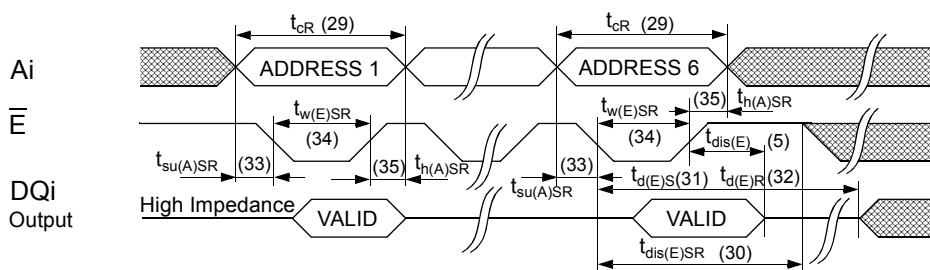 tcR (29) tcR (29)
Ai ADDRESS 1 ADDRESS 6
(35) th(A)SR
E tw(E)SR tw(E)SR
(34) (34) tdis(E) (5)
tsu(A)SR (33) (35) th(A)SR (33)
tsu(A)SR td(E)S(31) td(E)R(32)
DQi
Output High Impedance VALID VALID
tdis(E)SR (30)